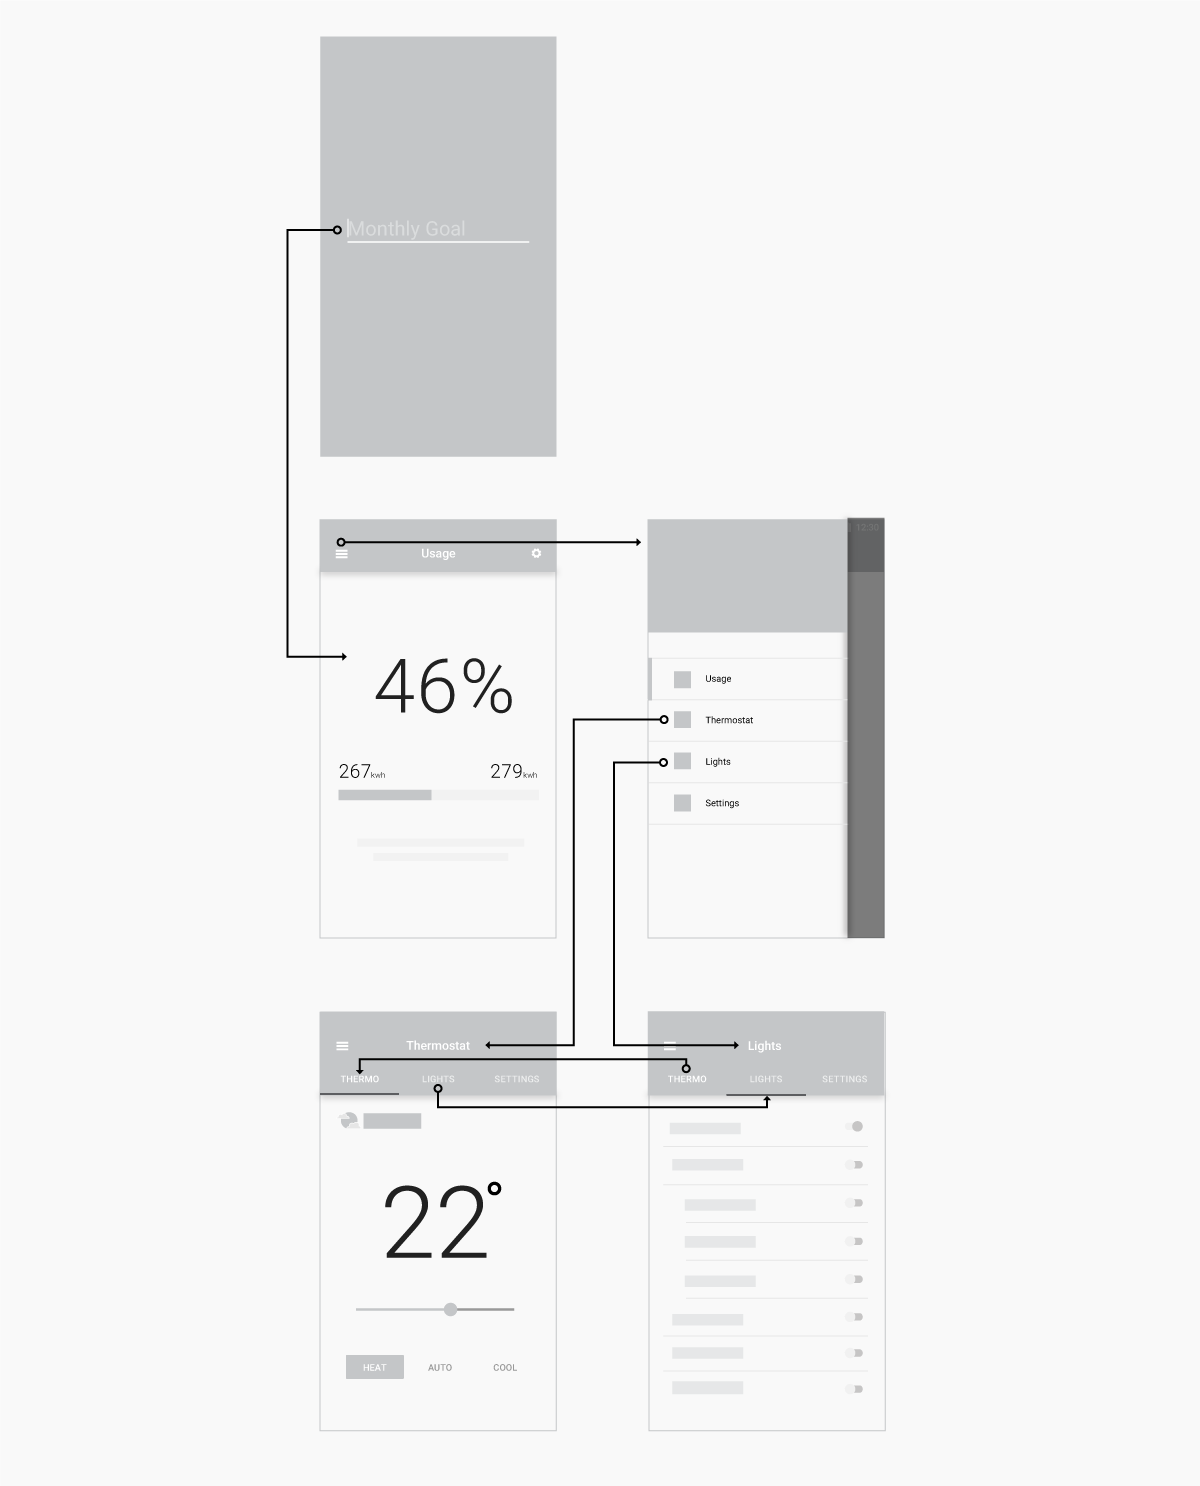 Monthly Goal
Usage
46%
267kwh
279kwh
12:30
Usage
Thermostat
Lights
Settings
Thermostat
THERMO LIGHTS SETTINGS
22°
HEAT AUTO COOL
Lights
THERMO LIGHTS SETTINGS